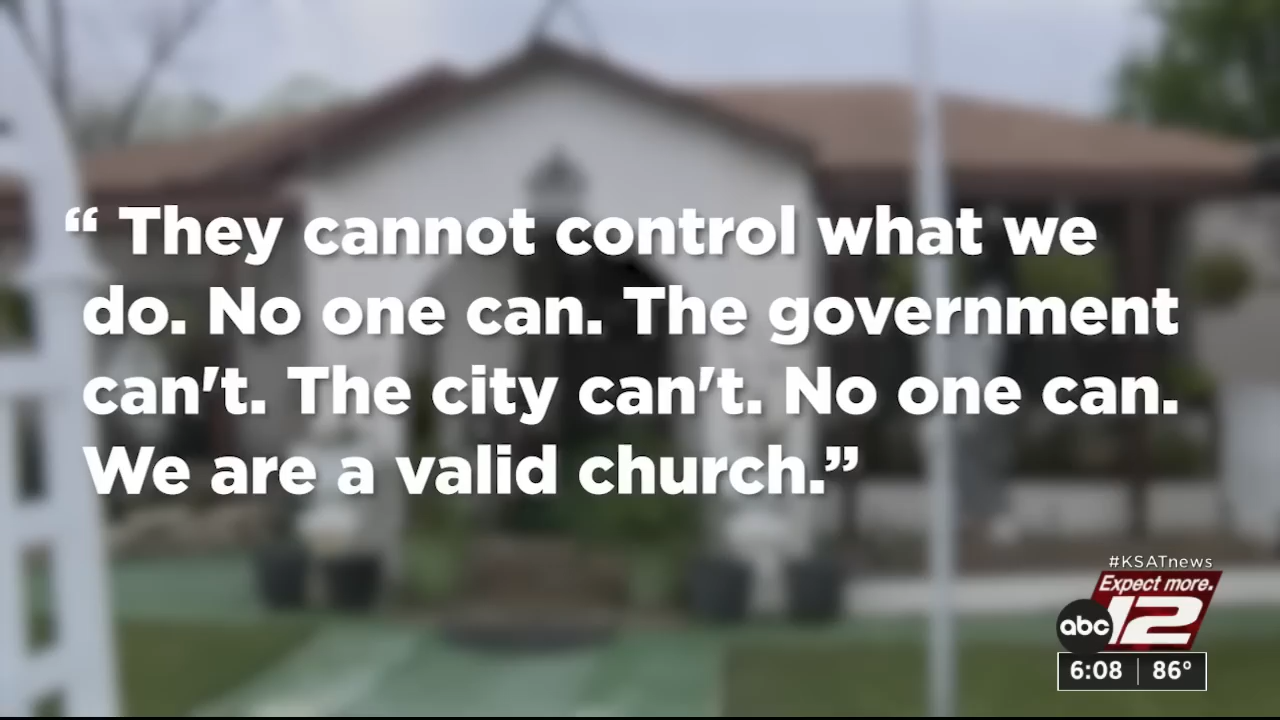 “ They cannot control what we
do. No one can. The government
can't. The city can't. No one can.
We are a valid church.”
#KSATnews
Expect more.
abc 12
6:08 86°